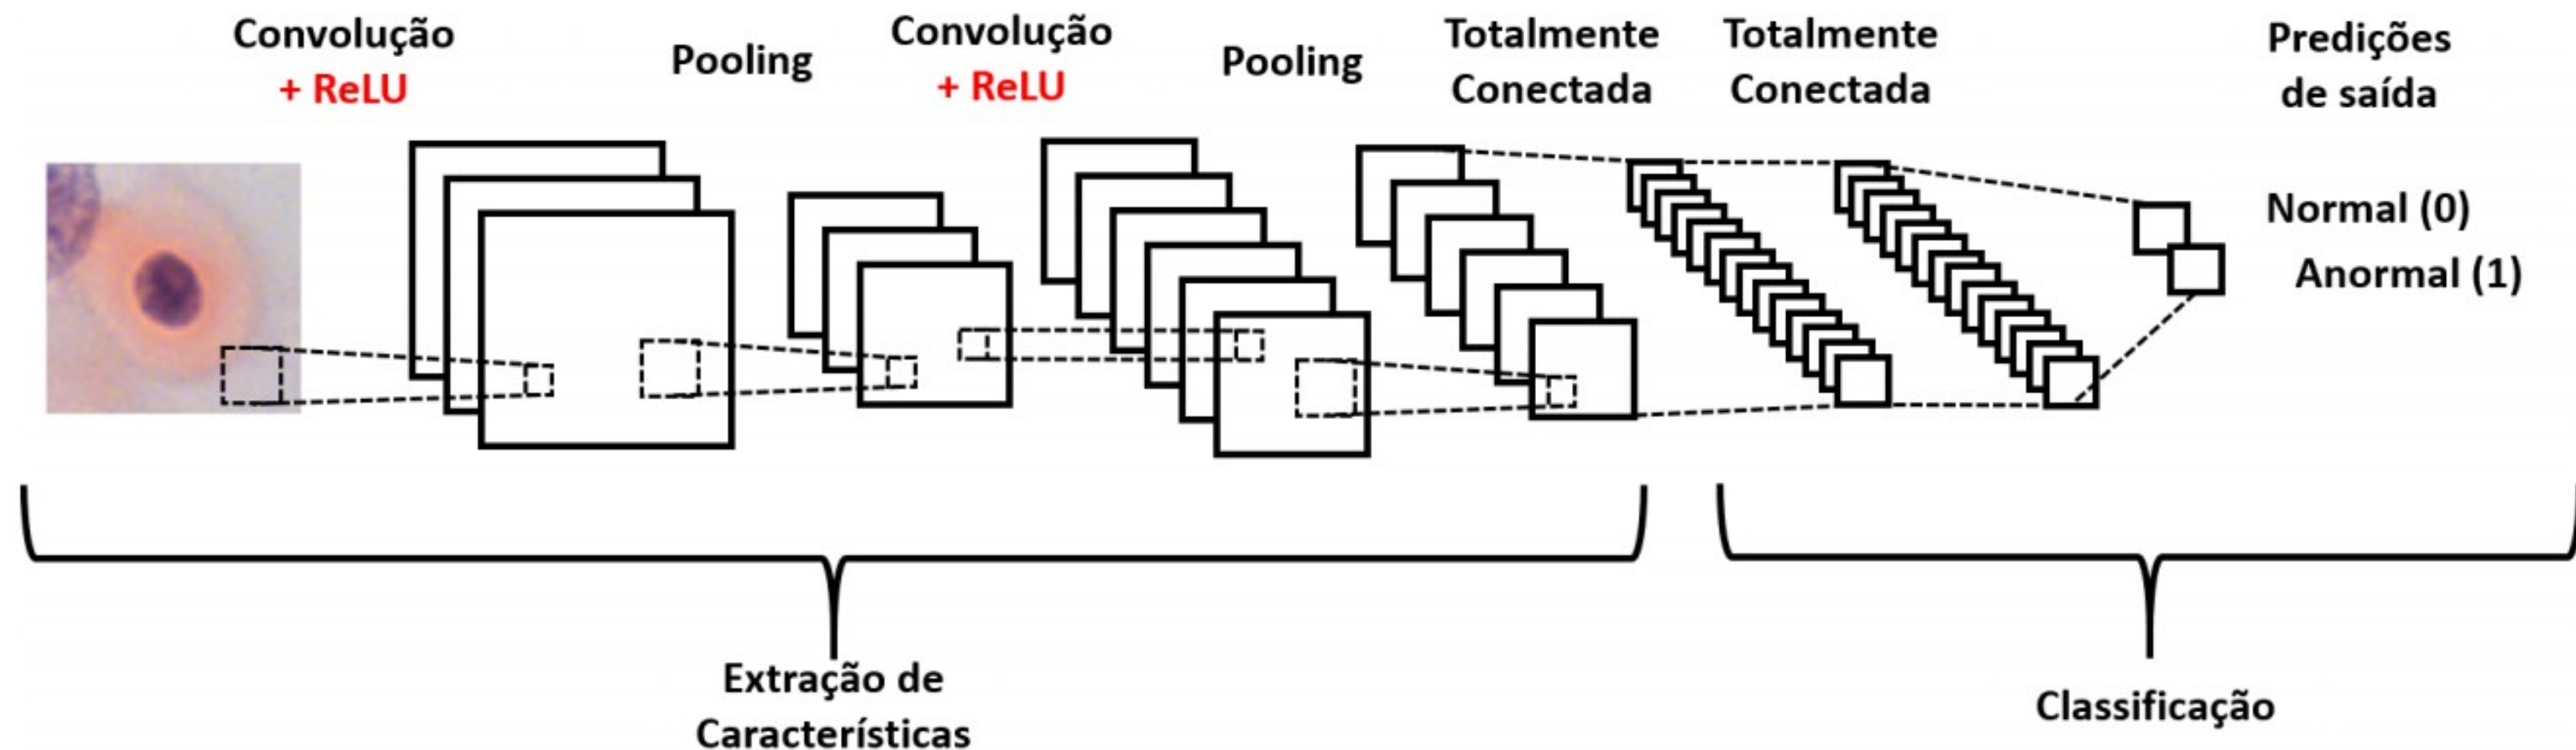 Convolução
+ ReLU
Pooling
Convolução
+ ReLU
Pooling
Totalmente
Conectada
Totalmente
Conectada
Predições
de saída
Normal (0)
Anormal (1)
Extração de
Características
Classificação